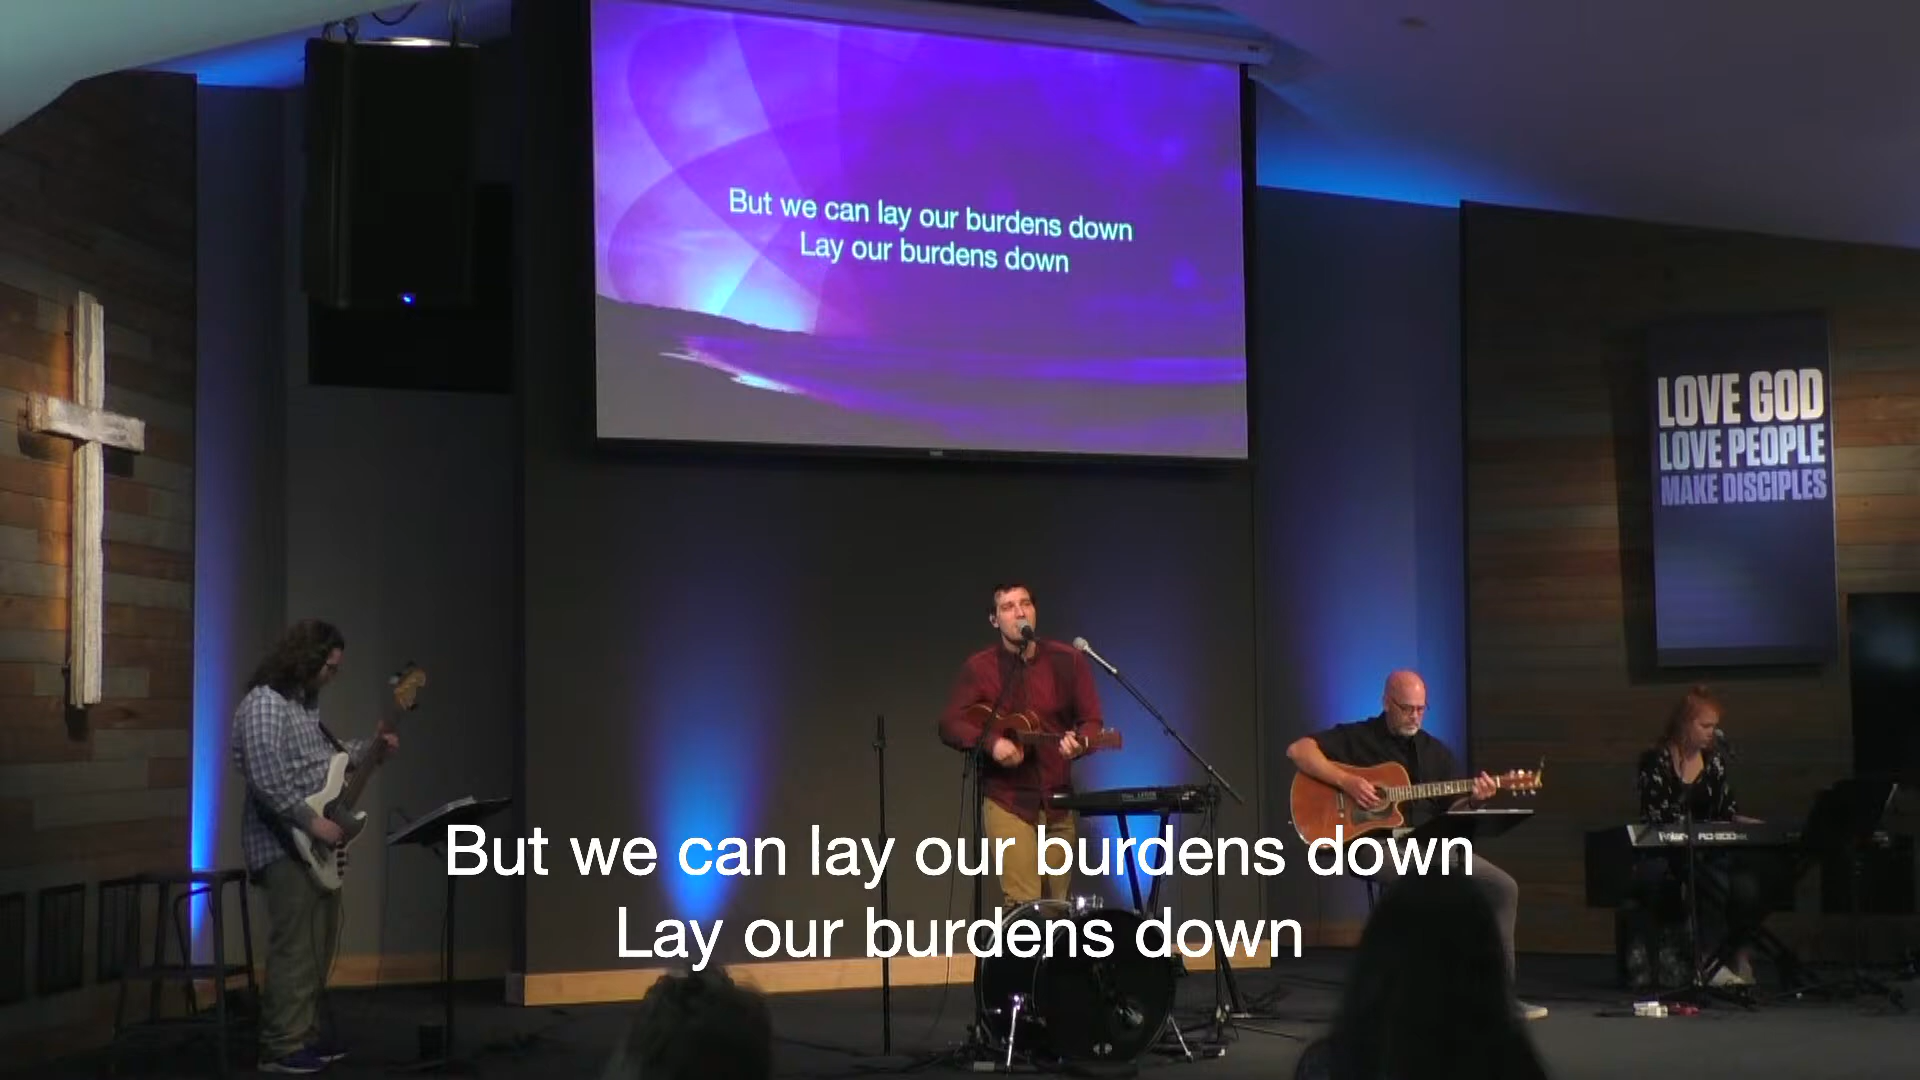 But we can lay our burdens down
Lay our burdens down
LOVE GOD
LOVE PEOPLE
MAKE DISCIPLES
But we can lay our burdens down
Lay our burdens down